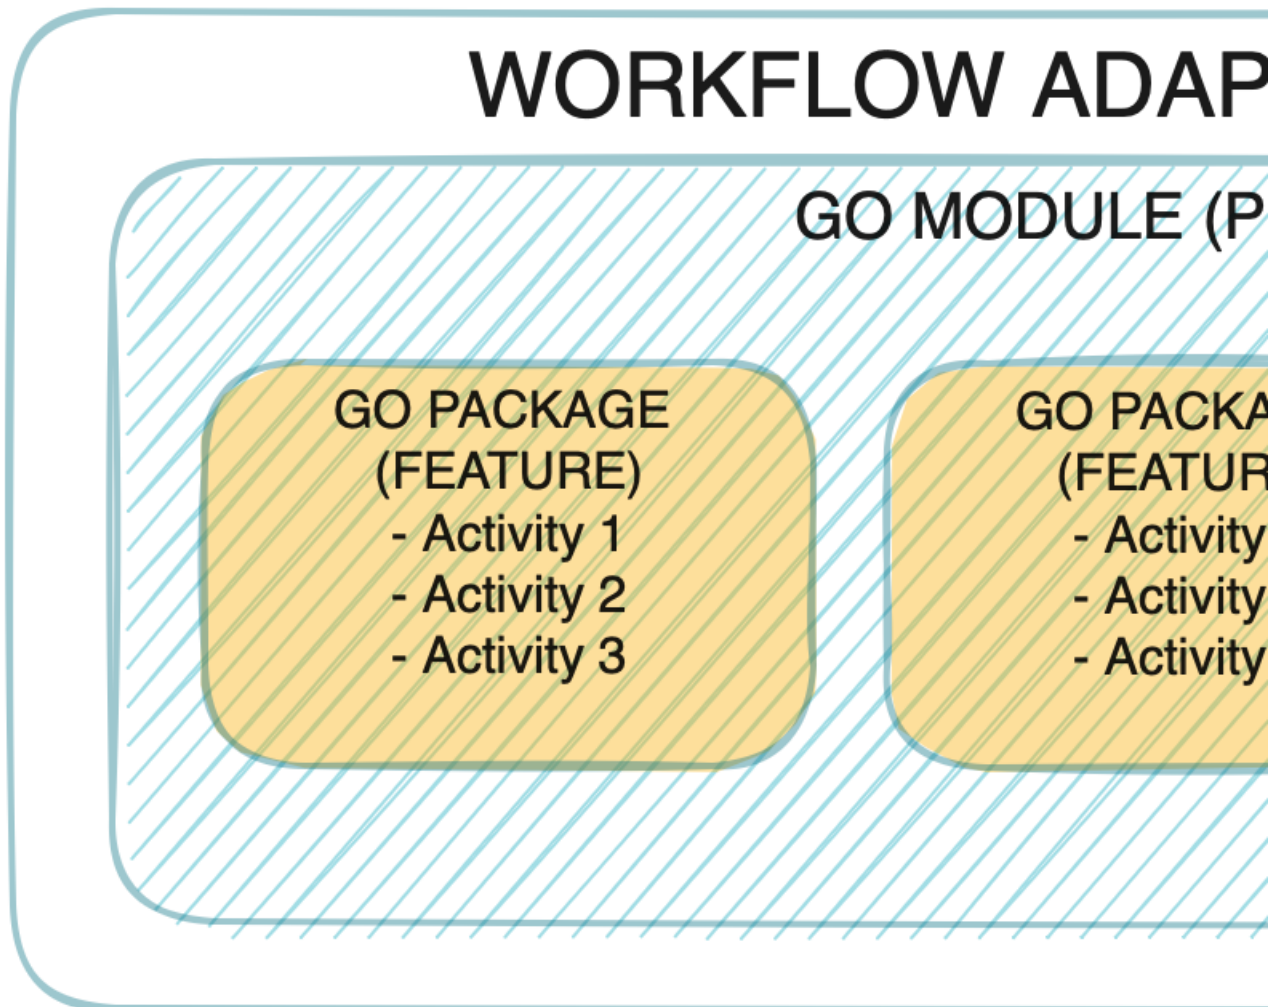 WORKFLOW ADAP
GO MODULE (P
GO PACKAGE
(FEATURE)
- Activity 1
- Activity 2
- Activity 3
GO PACKA
(FEATUR
- Activity
- Activity
- Activity